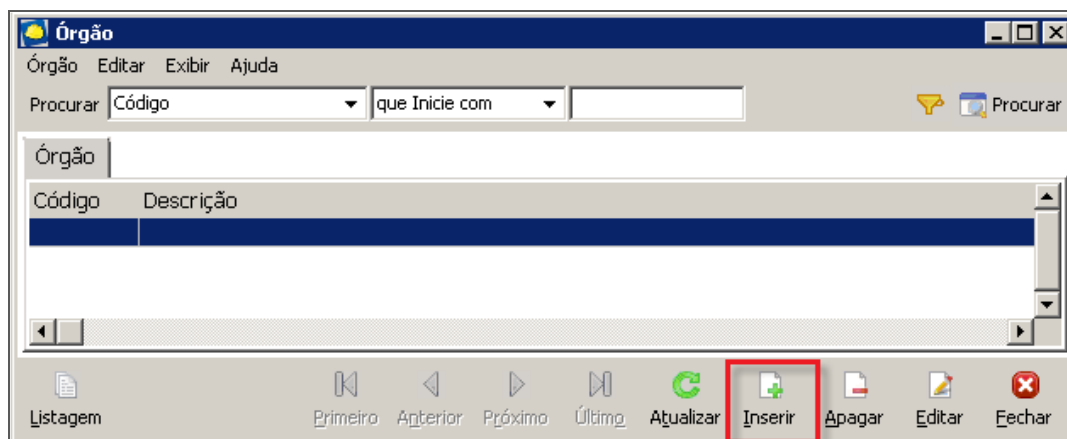 Órgão
Órgão Editar Exibir Ajuda
Procurar Código que Inicie com Procurar
Órgão
Código Descrição
Listagem Primeiro Anterior Próximo Último Atualizar Inserir Apagar Editar Fechar